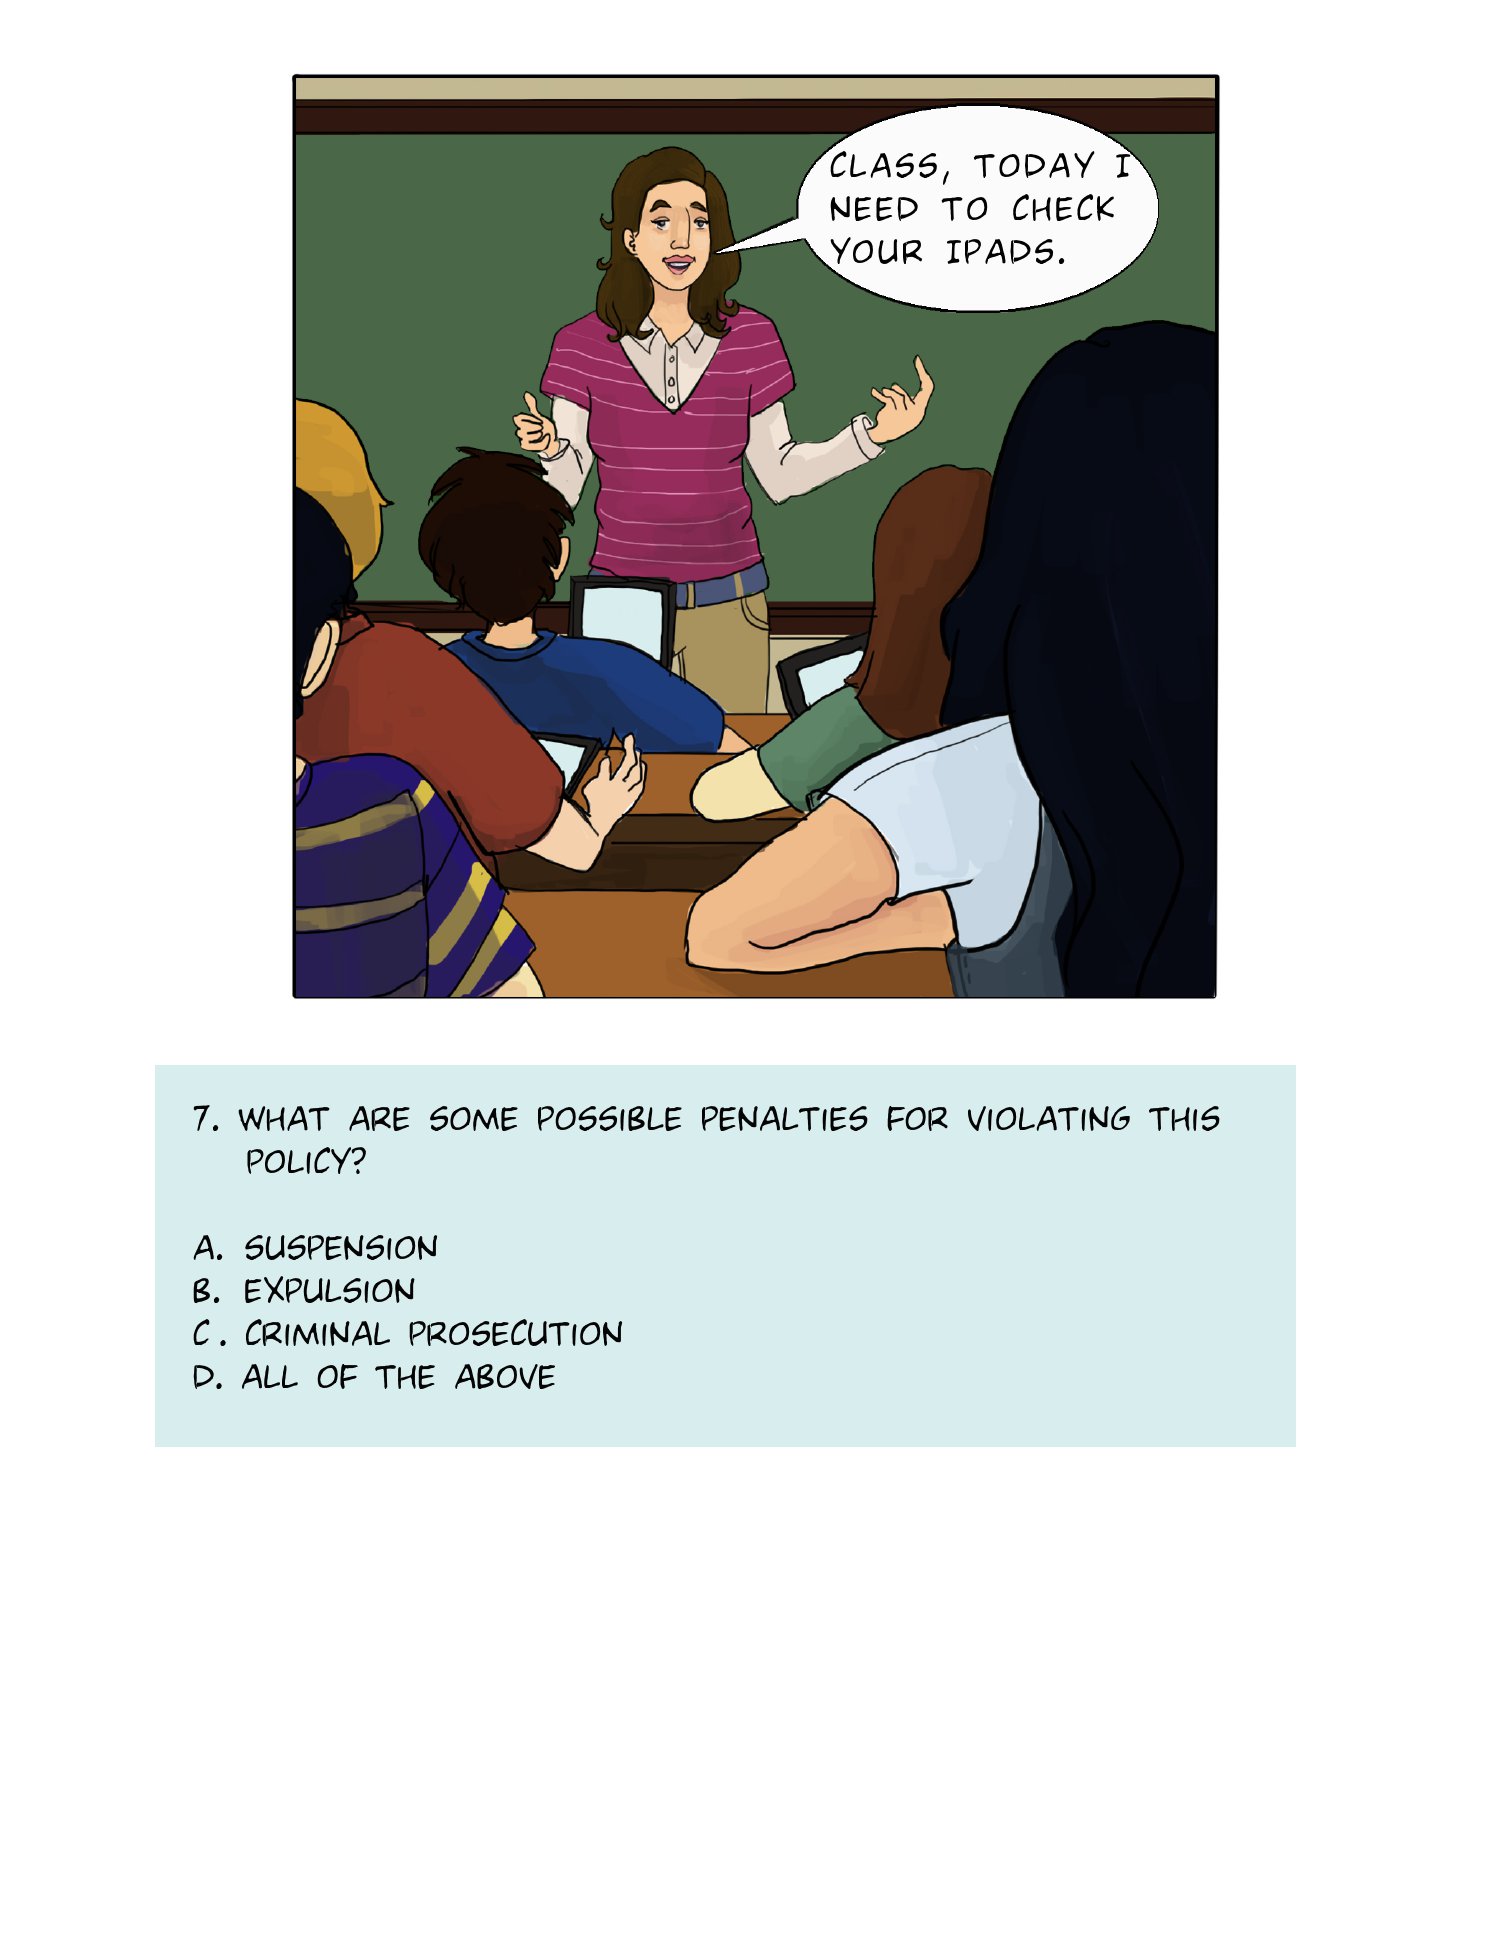 CLASS, TODAY I
NEED TO CHECK
YOUR IPADS.
7. WHAT ARE SOME POSSIBLE PENALTIES FOR VIOLATING THIS
POLICY?
A. SUSPENSION
B. EXPULSION
C. CRIMINAL PROSECUTION
D. ALL OF THE ABOVE